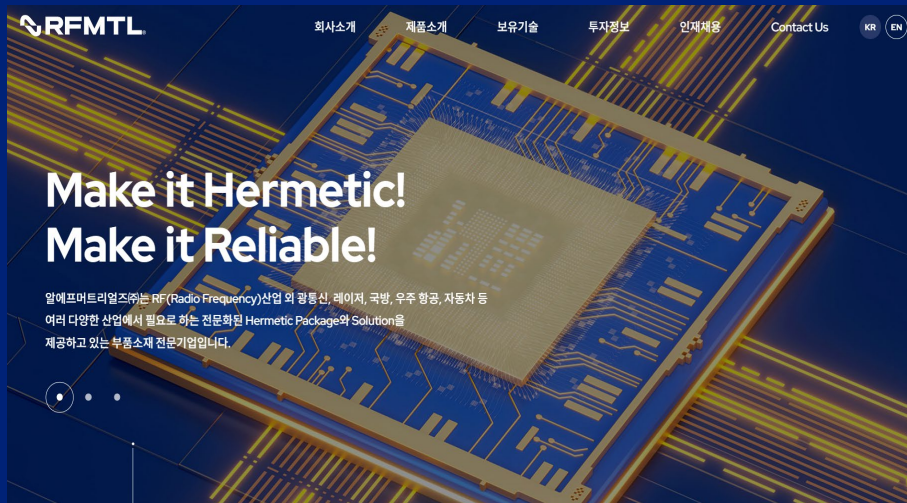 RFMTL
회사소개 제품소개 보유기술 투자정보 인재채용 Contact Us KR EN
Make it Hermetic!
Make it Reliable!
알에프머트리얼즈㈜는 RF(Radio Frequency)산업 외 광통신, 레이저, 국방, 우주 항공, 자동차 등
여러 다양한 산업에서 필요로 하는 전문화된 Hermetic Package와 Solution을
제공하고 있는 부품소재 전문기업입니다.